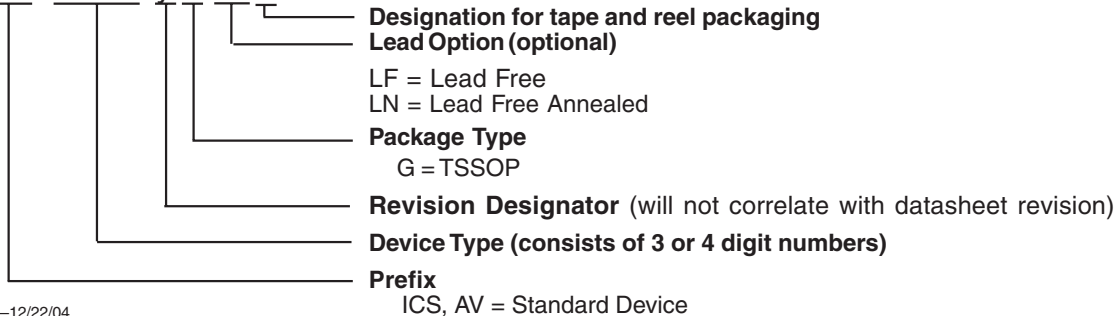 Designation for tape and reel packaging
Lead Option (optional)
LF = Lead Free
LN = Lead Free Annealed
Package Type
G = TSSOP
Revision Designator (will not correlate with datasheet revision)
Device Type (consists of 3 or 4 digit numbers)
Prefix
ICS, AV = Standard Device
–12/22/04